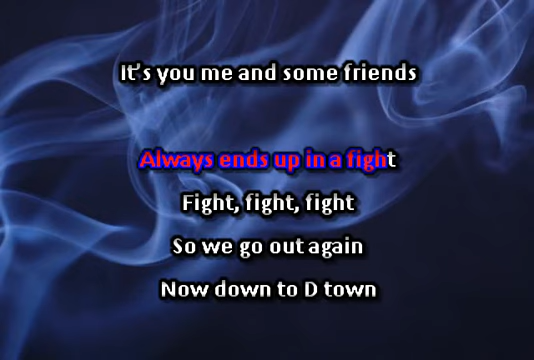 It's you me and some friends
Always ends up in a fight
Fight, fight, fight
So we go out again
Now down to D town